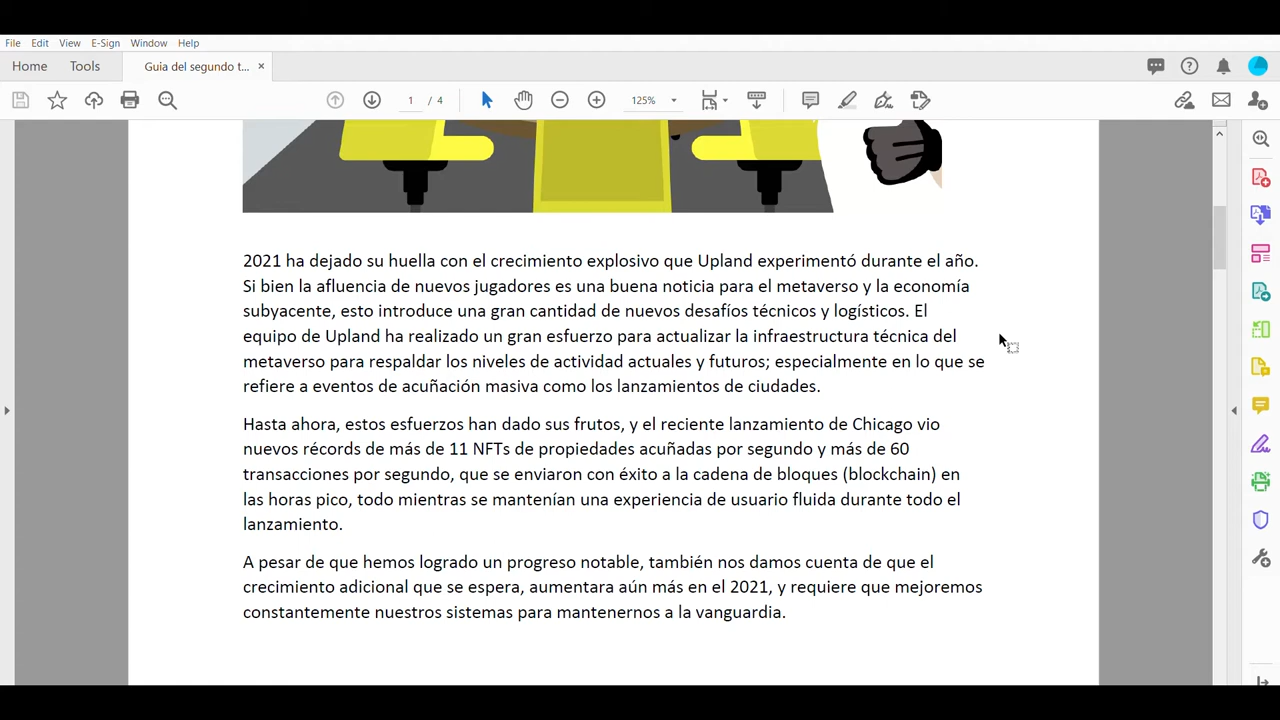 File Edit View E-Sign Window Help
Home Tools Guia del segundo t... ×
1 / 4 125%
2021 ha dejado su huella con el crecimiento explosivo que Upland experimentó durante el año.
Si bien la afluencia de nuevos jugadores es una buena noticia para el metaverso y la economía
subyacente, esto introduce una gran cantidad de nuevos desafíos técnicos y logísticos. El
equipo de Upland ha realizado un gran esfuerzo para actualizar la infraestructura técnica del
metaverso para respaldar los niveles de actividad actuales y futuros; especialmente en lo que se
refiere a eventos de acuñación masiva como los lanzamientos de ciudades.
Hasta ahora, estos esfuerzos han dado sus frutos, y el reciente lanzamiento de Chicago vio
nuevos récords de más de 11 NFTs de propiedades acuñadas por segundo y más de 60
transacciones por segundo, que se enviaron con éxito a la cadena de bloques (blockchain) en
las horas pico, todo mientras se mantenían una experiencia de usuario fluida durante todo el
lanzamiento.
A pesar de que hemos logrado un progreso notable, también nos damos cuenta de que el
crecimiento adicional que se espera, aumentara aún más en el 2021, y requiere que mejoremos
constantemente nuestros sistemas para mantenernos a la vanguardia.